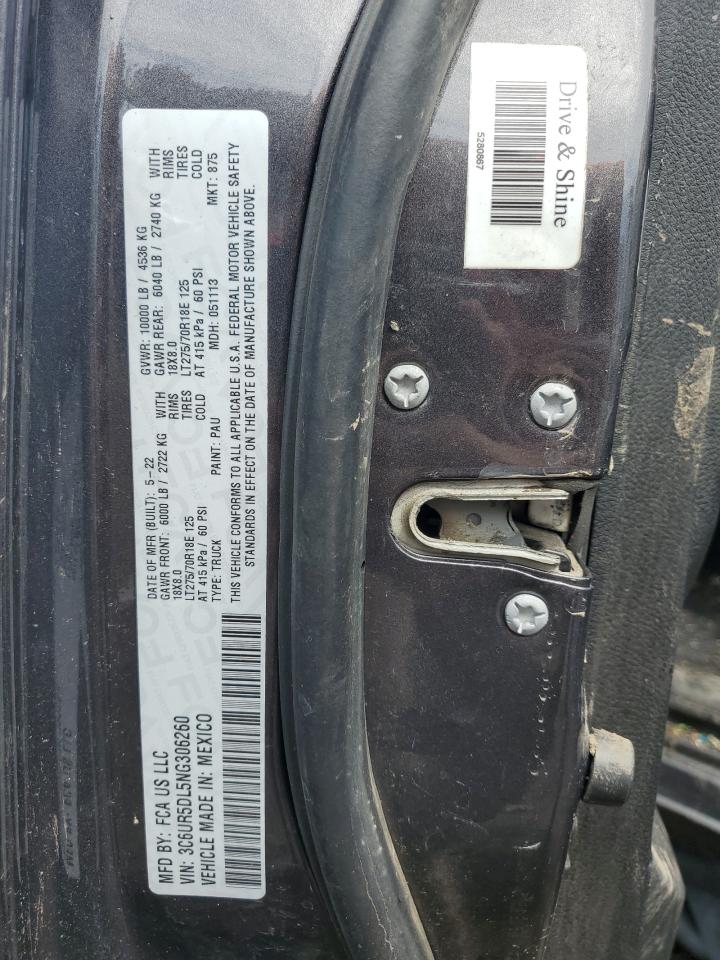 MFD BY: FCA US LLC
VIN: 3C6UR5DL5NG306260
VEHICLE MADE IN: MEXICO
DATE OF MFR (BUILT): 5-22
GAWR FRONT: 6000 LB / 2722 KG WITH
18X8.0 RIMS
LT275/70R18E 125 TIRES
AT 415 kPa / 60 PSI COLD
TYPE: TRUCK PAINT: PAU
GVWR: 10000 LB / 4536 KG
GAWR REAR: 6040 LB / 2740 KG WITH
18X8.0 RIMS
LT275/70R18E 125 TIRES
AT 415 kPa / 60 PSI COLD
MDH: 051113 MKT: 875
THIS VEHICLE CONFORMS TO ALL APPLICABLE U.S.A. FEDERAL MOTOR VEHICLE SAFETY
STANDARDS IN EFFECT ON THE DATE OF MANUFACTURE SHOWN ABOVE.
5280867
Drive & Shine